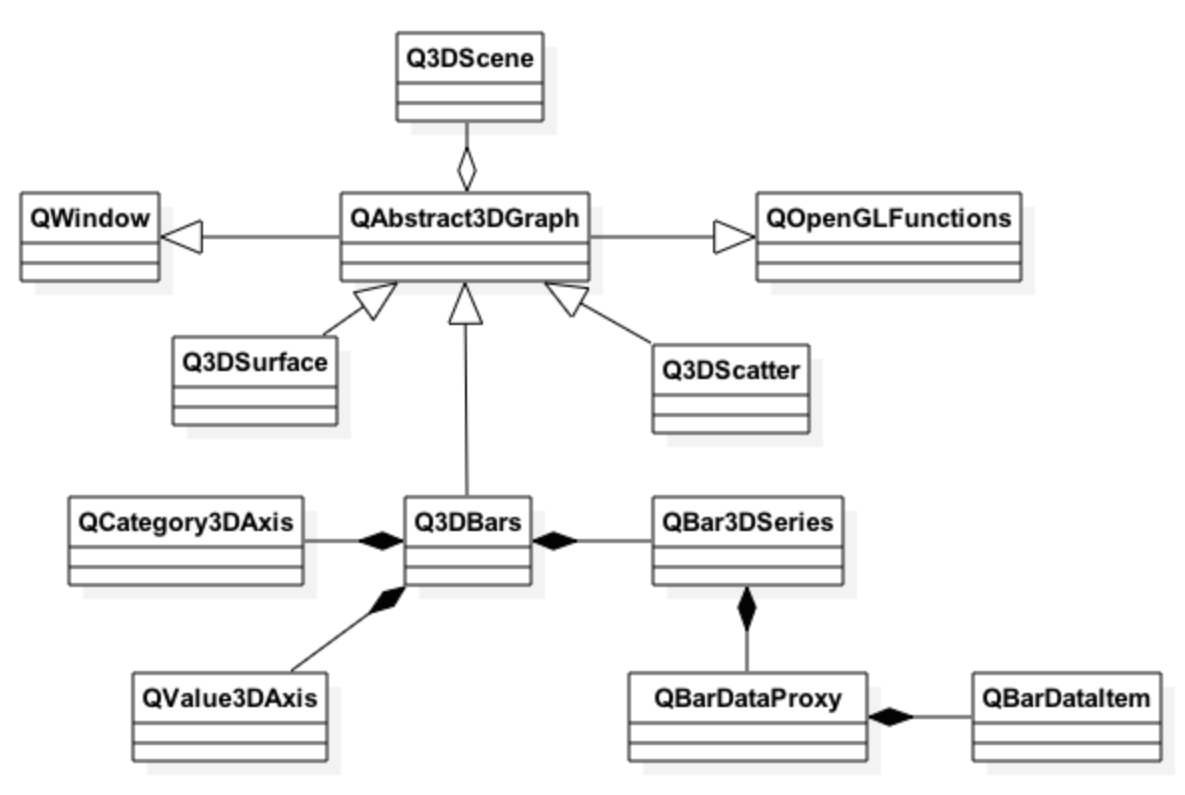 Q3DScene
QWindow
QAbstract3DGraph
QOpenGLFunctions
Q3DSurface
Q3DScatter
QCategory3DAxis
Q3DBars
QBar3DSeries
QValue3DAxis
QBarDataProxy
QBarDataItem